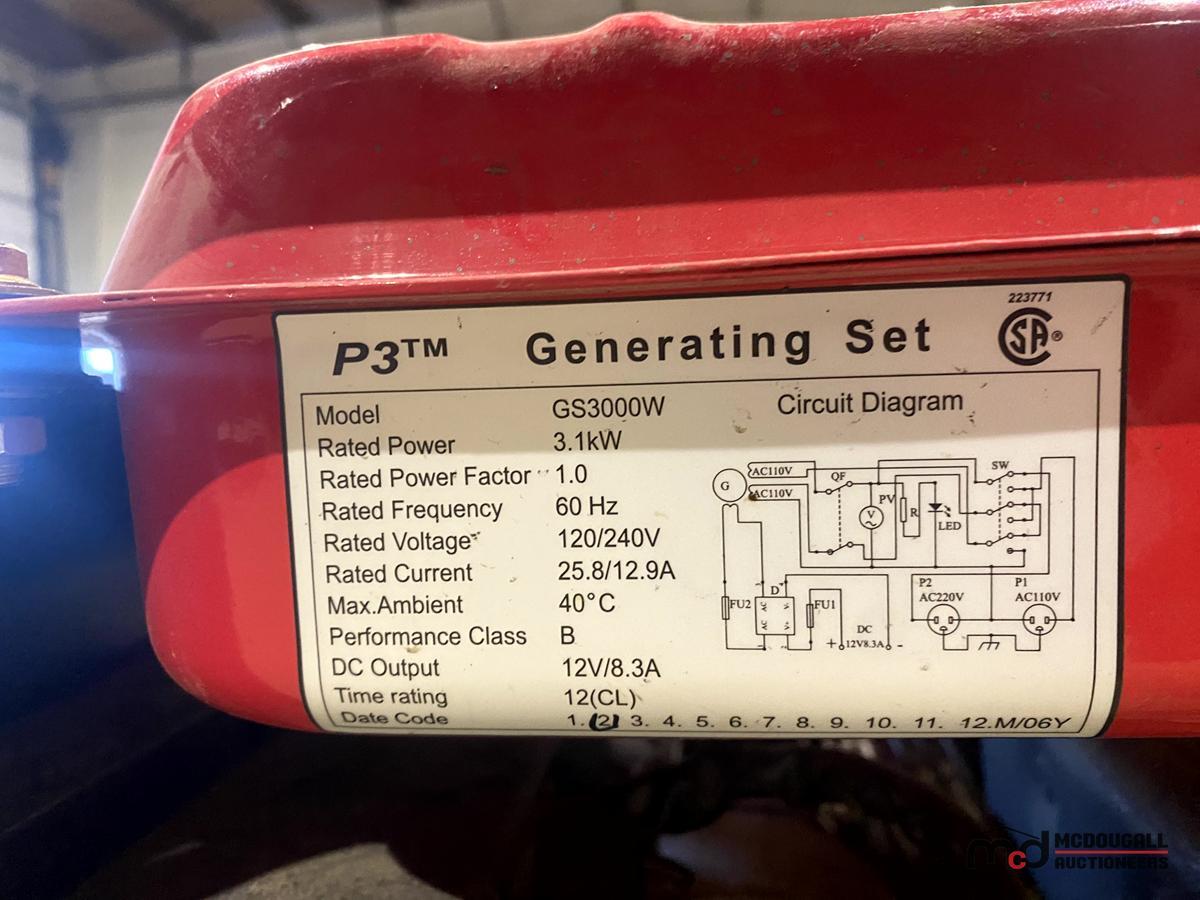 223771
P3™ Generating Set SA®
Model GS3000W
Rated Power 3.1kW
Rated Power Factor 1.0
Rated Frequency 60 Hz
Rated Voltage 120/240V
Rated Current 25.8/12.9A
Max.Ambient 40°C
Performance Class B
DC Output 12V/8.3A
Time rating 12(CL)
Date Code 1. 2 3. 4. 5. 6. 7. 8. 9. 10. 11. 12.M/06Y
Circuit Diagram
G AC110V QF SW
AC110V PV
V R LED
D P2 P1
AC220V AC110V
FU2 FU1
AC AC V- V+
DC
+ 12V8.3A -
mcd MCDOUGALL
AUCTIONEERS